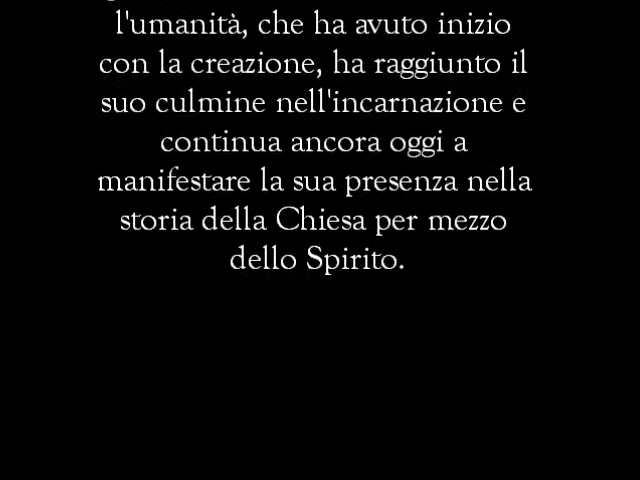 l'umanità, che ha avuto inizio
con la creazione, ha raggiunto il
suo culmine nell'incarnazione e
continua ancora oggi a
manifestare la sua presenza nella
storia della Chiesa per mezzo
dello Spirito.